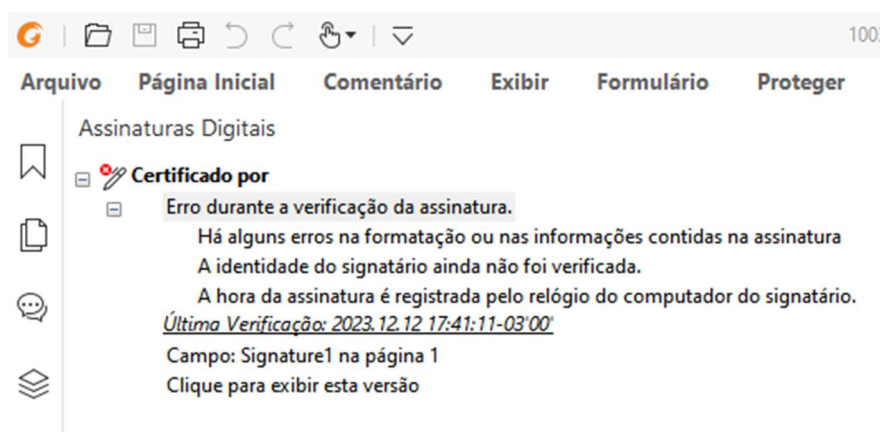 100
Arquivo Página Inicial Comentário Exibir Formulário Proteger
Assinaturas Digitais
Certificado por
Erro durante a verificação da assinatura.
Há alguns erros na formatação ou nas informações contidas na assinatura
A identidade do signatário ainda não foi verificada.
A hora da assinatura é registrada pelo relógio do computador do signatário.
Última Verificação: 2023.12.12 17:41:11-03'00'
Campo: Signature1 na página 1
Clique para exibir esta versão